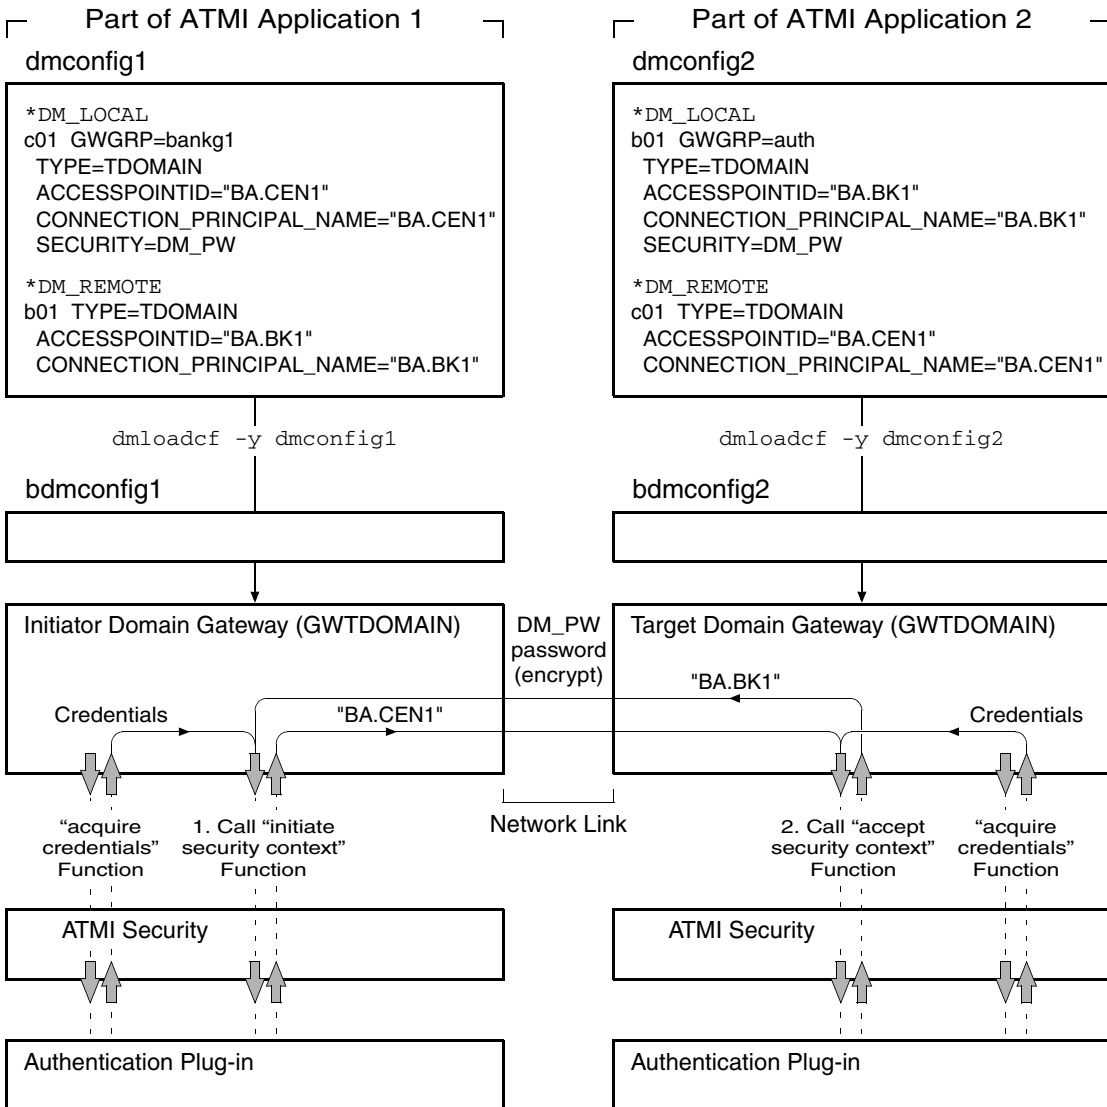 Part of ATMI Application 1
dmconfig1
*DM_LOCAL
c01 GWGRP=bankg1
TYPE=TDOMAIN
ACCESSPOINTID="BA.CEN1"
CONNECTION_PRINCIPAL_NAME="BA.CEN1"
SECURITY=DM_PW
*DM_REMOTE
b01 TYPE=TDOMAIN
ACCESSPOINTID="BA.BK1"
CONNECTION_PRINCIPAL_NAME="BA.BK1"
dmloadcf -y dmconfig1
bdmconfig1
Part of ATMI Application 2
dmconfig2
*DM_LOCAL
b01 GWGRP=auth
TYPE=TDOMAIN
ACCESSPOINTID="BA.BK1"
CONNECTION_PRINCIPAL_NAME="BA.BK1"
SECURITY=DM_PW
*DM_REMOTE
c01 TYPE=TDOMAIN
ACCESSPOINTID="BA.CEN1"
CONNECTION_PRINCIPAL_NAME="BA.CEN1"
dmloadcf -y dmconfig2
bdmconfig2
Initiator Domain Gateway (GWTDOMAIN)
DM_PW
password
(encrypt)
Target Domain Gateway (GWTDOMAIN)
"BA.BK1"
Credentials
"BA.CEN1"
Credentials
“acquire
credentials”
Function
1. Call “initiate
security context”
Function
Network Link
2. Call “accept
security context”
Function
“acquire
credentials”
Function
ATMI Security
ATMI Security
Authentication Plug-in
Authentication Plug-in